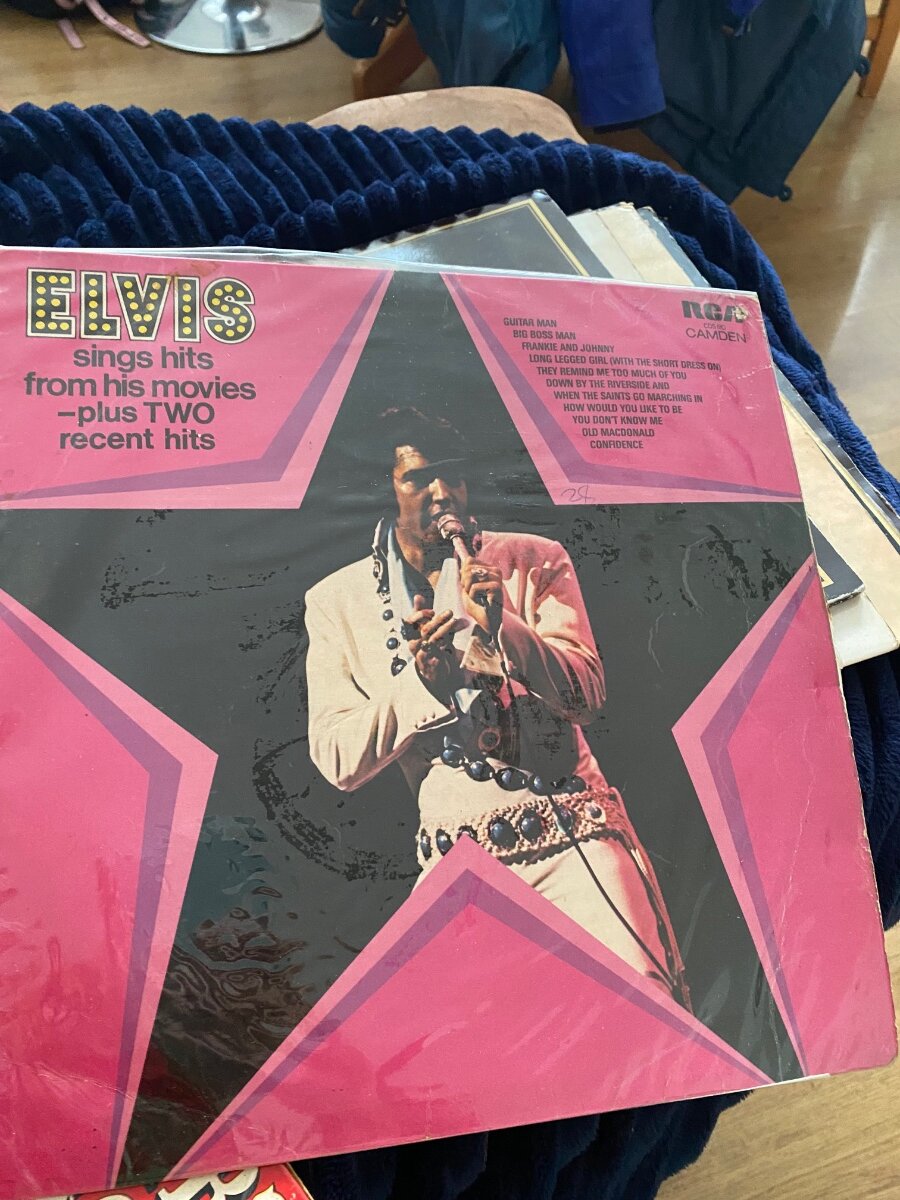 ELVIS
sings hits
from his movies
–plus TWO
recent hits
RCA
CAMDEN
GUITAR MAN
BIG BOSS MAN
FRANKIE AND JOHNNY
LONG LEGGED GIRL (WITH THE SHORT DRESS ON)
THEY REMIND ME TOO MUCH OF YOU
DOWN BY THE RIVERSIDE AND
WHEN THE SAINTS GO MARCHING IN
HOW WOULD YOU LIKE TO BE
YOU DON'T KNOW ME
OLD MACDONALD
CONFIDENCE